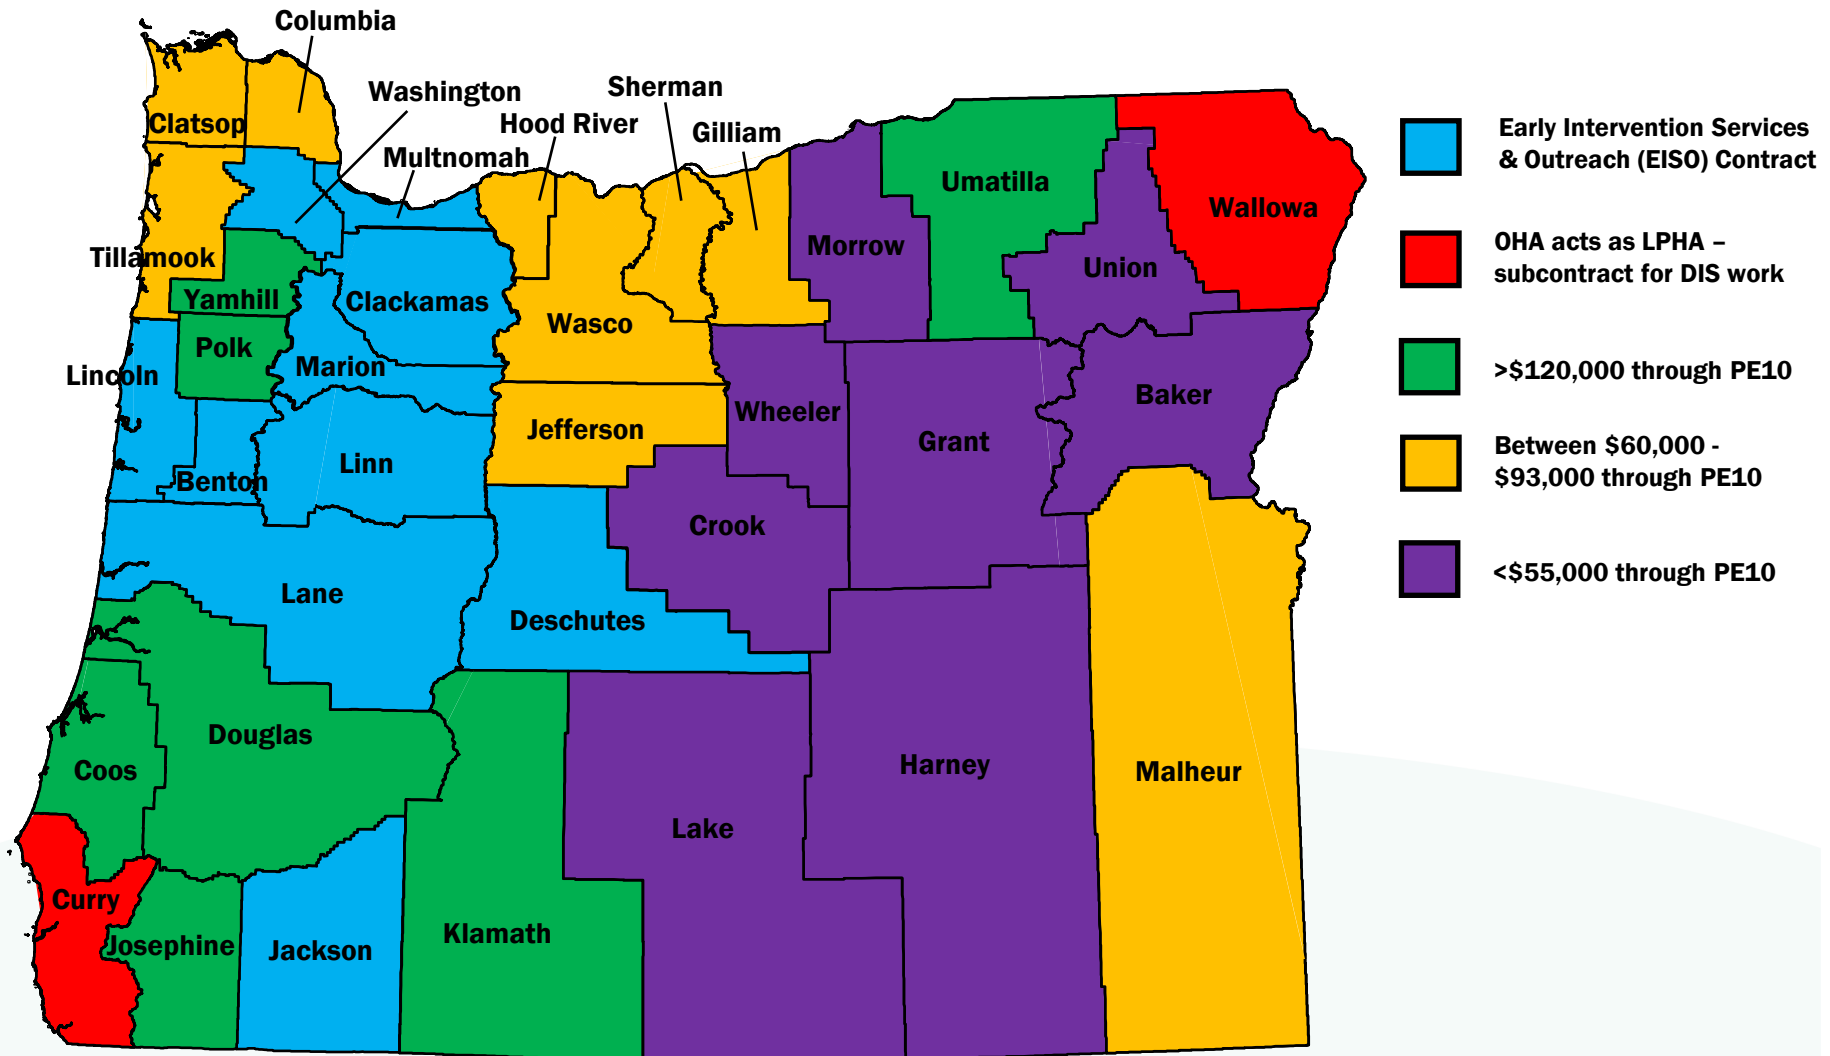 Columbia
Washington
Sherman
Hood River
Gilliam
Clatsop
Multnomah
Umatilla
Wallowa
Morrow
Tillamook
Union
Yamhill
Clackamas
Wasco
Polk
Marion
Lincoln
Baker
Wheeler
Jefferson
Grant
Linn
Benton
Crook
Lane
Deschutes
Douglas
Coos
Harney
Malheur
Lake
Curry
Klamath
Josephine
Jackson
Early Intervention Services
& Outreach (EISO) Contract
OHA acts as LPHA –
subcontract for DIS work
>$120,000 through PE10
Between $60,000 -
$93,000 through PE10
<$55,000 through PE10